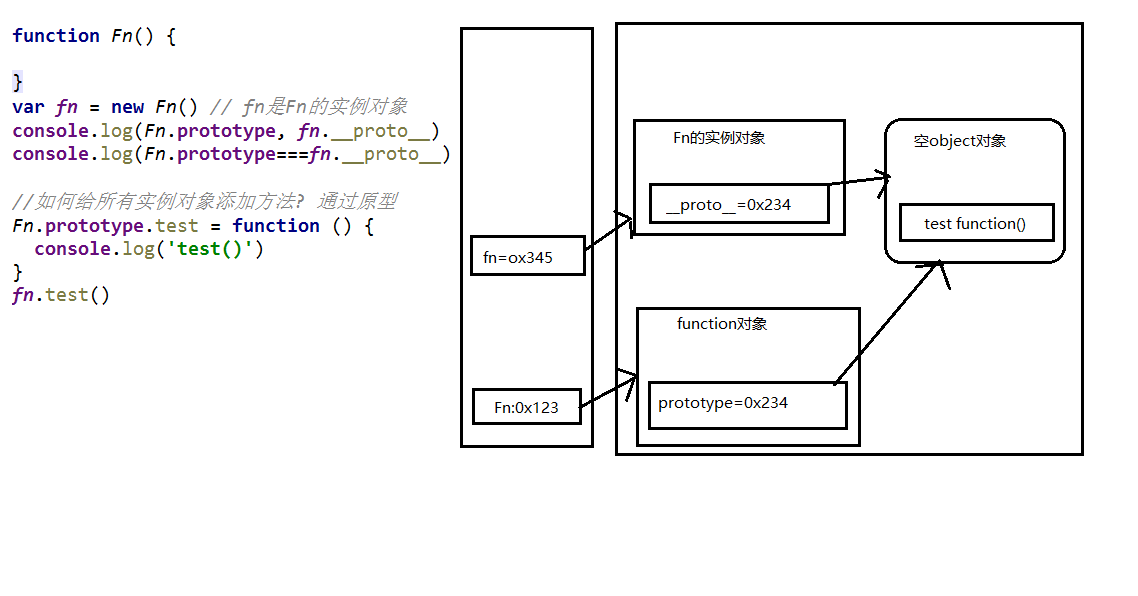 function Fn() {
}
var fn = new Fn() // fn是Fn的实例对象
console.log(Fn.prototype, fn.__proto__)
console.log(Fn.prototype===fn.__proto__)
//如何给所有实例对象添加方法? 通过原型
Fn.prototype.test = function () {
  console.log('test()')
}
fn.test()
fn=ox345
Fn:0x123
Fn的实例对象
__proto__=0x234
function对象
prototype=0x234
空object对象
test function()